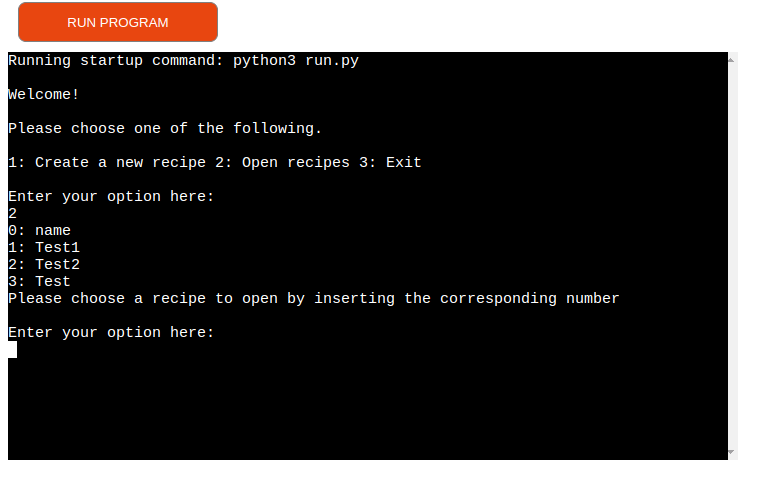 RUN PROGRAM
Running startup command: python3 run.py
Welcome!
Please choose one of the following.
1: Create a new recipe 2: Open recipes 3: Exit
Enter your option here:
2
0: name
1: Test1
2: Test2
3: Test
Please choose a recipe to open by inserting the corresponding number
Enter your option here: